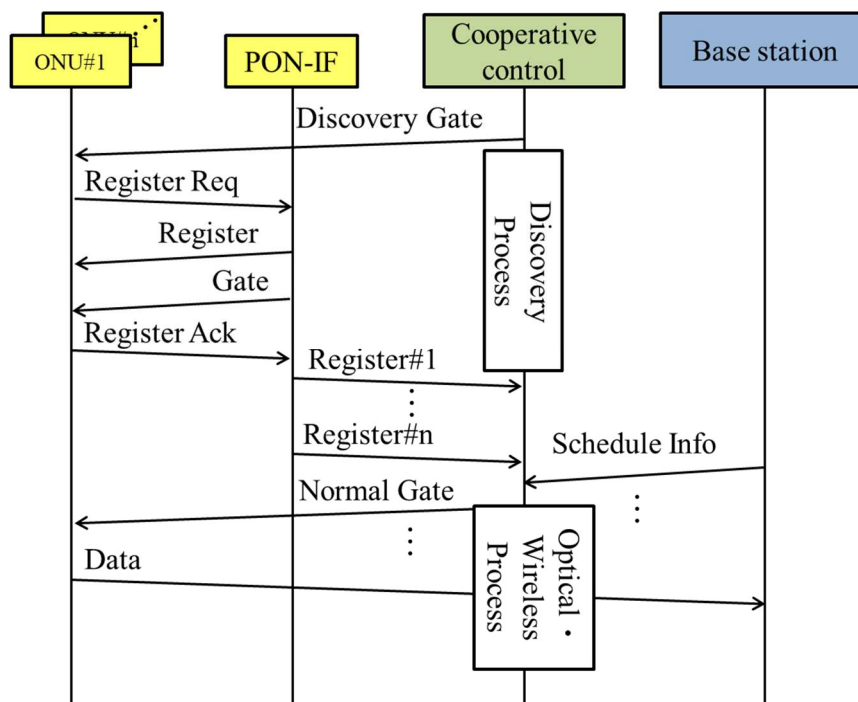 ONU#n
ONU#1
PON-IF
Cooperative
control
Base station
Discovery Gate
Register Req
Register
Gate
Register Ack
Discovery
Process
Register#1
Register#n
Schedule Info
Normal Gate
Data
Optical・
Wireless
Process